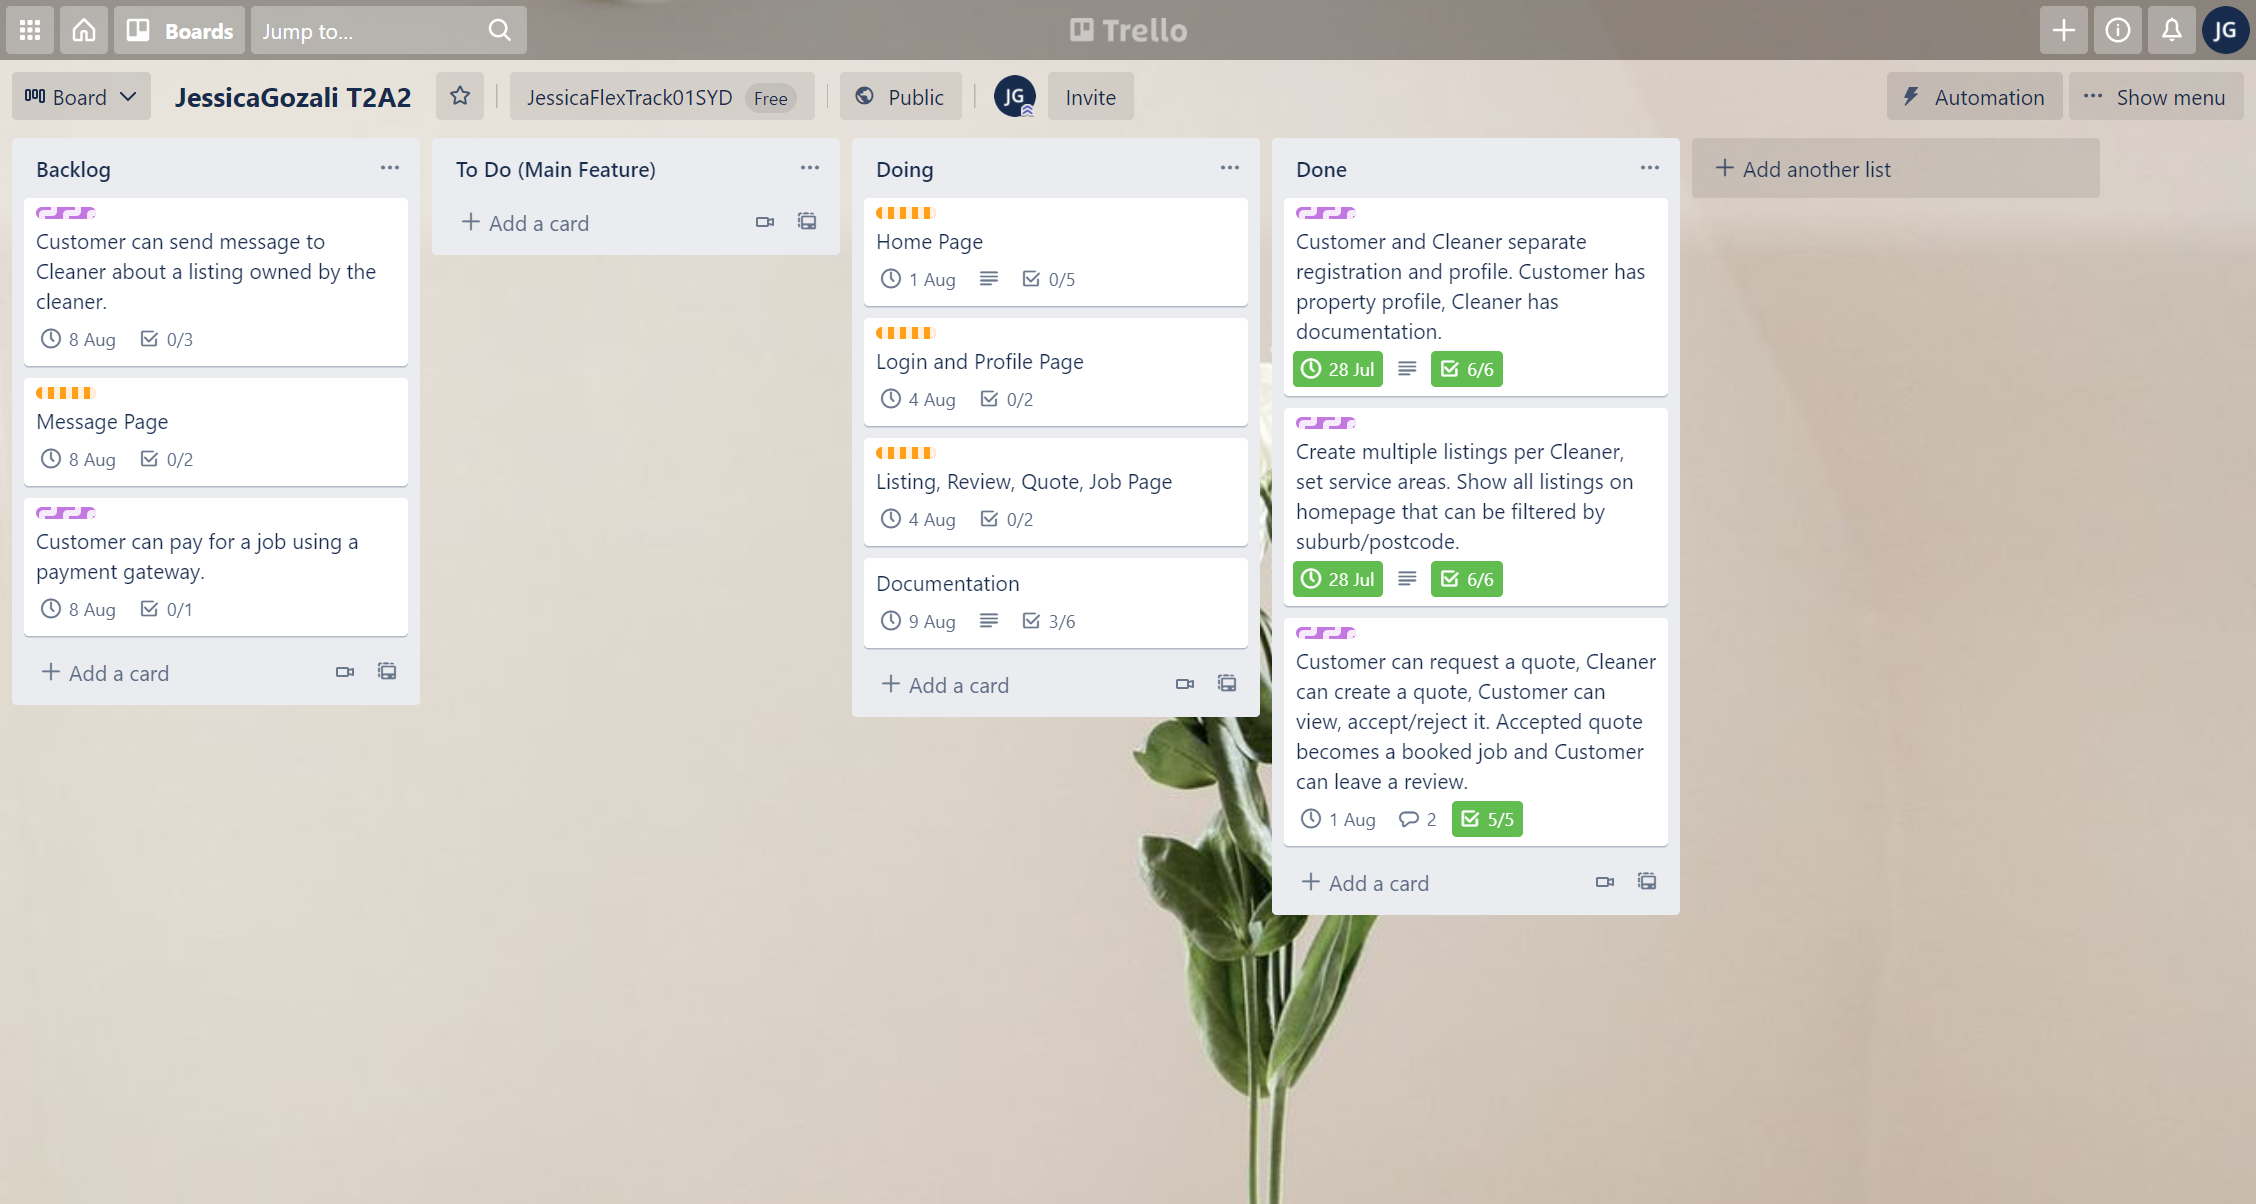 Boards
Jump to...
Trello
JG
Board
JessicaGozali T2A2
JessicaFlexTrack01SYD Free
Public
JG
Invite
Automation
Show menu
Backlog
Customer can send message to
Cleaner about a listing owned by the
cleaner.
8 Aug 0/3
Message Page
8 Aug 0/2
Customer can pay for a job using a
payment gateway.
8 Aug 0/1
Add a card
To Do (Main Feature)
Add a card
Doing
Home Page
1 Aug 0/5
Login and Profile Page
4 Aug 0/2
Listing, Review, Quote, Job Page
4 Aug 0/2
Documentation
9 Aug 3/6
Add a card
Done
Customer and Cleaner separate
registration and profile. Customer has
property profile, Cleaner has
documentation.
28 Jul 6/6
Create multiple listings per Cleaner,
set service areas. Show all listings on
homepage that can be filtered by
suburb/postcode.
28 Jul 6/6
Customer can request a quote, Cleaner
can create a quote, Customer can
view, accept/reject it. Accepted quote
becomes a booked job and Customer
can leave a review.
1 Aug 2 5/5
Add a card
Add another list